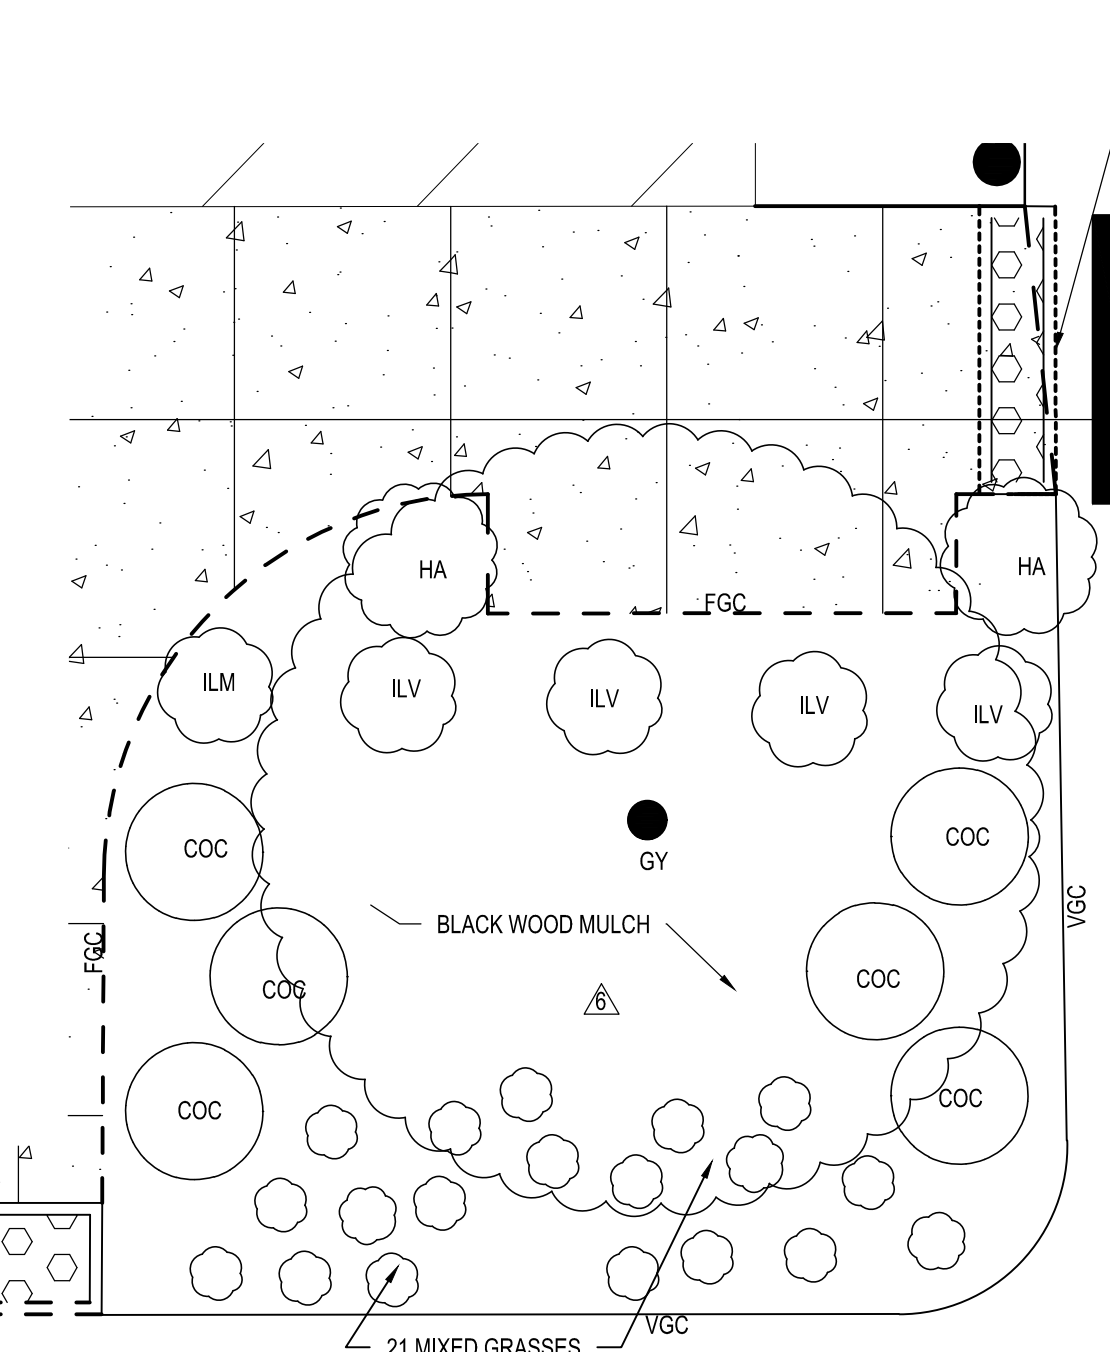 HA
HA
FGC
ILM
ILV
ILV
ILV
ILV
COC
COC
GY
BLACK WOOD MULCH
VGC
FGC
COC
COC
6
COC
COC
VGC
21 MIXED GRASSES